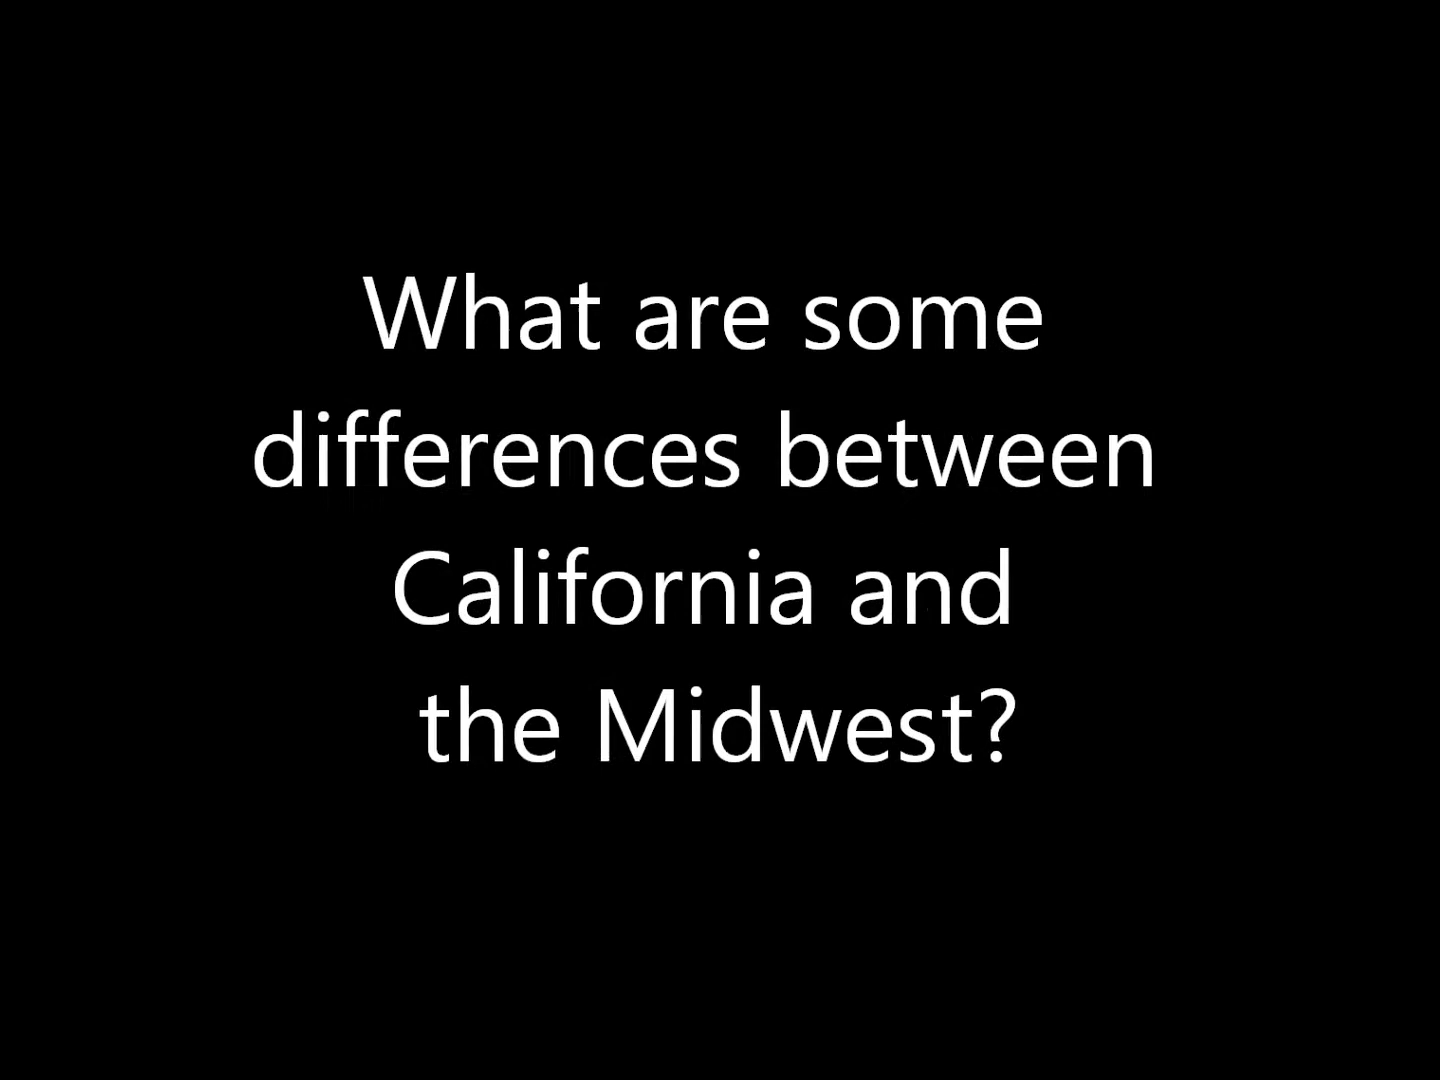 What are some
differences between
California and
the Midwest?